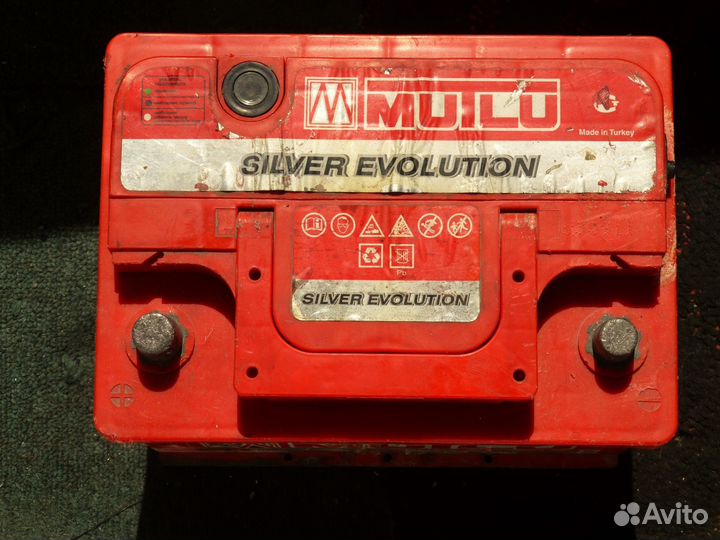 MUTLU
Made in Turkey
SILVER EVOLUTION
Pb
SILVER EVOLUTION
Avito